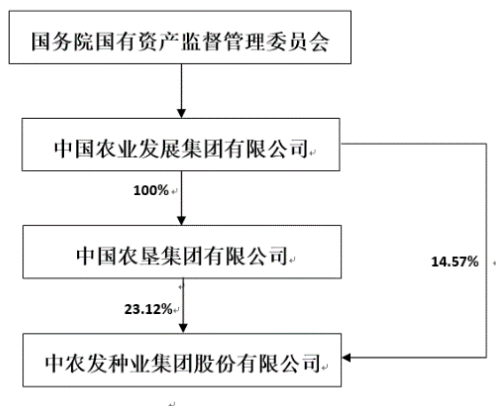 国务院国有资产监督管理委员会
中国农业发展集团有限公司
100%
中国农垦集团有限公司
14.57%
23.12%
中农发种业集团股份有限公司